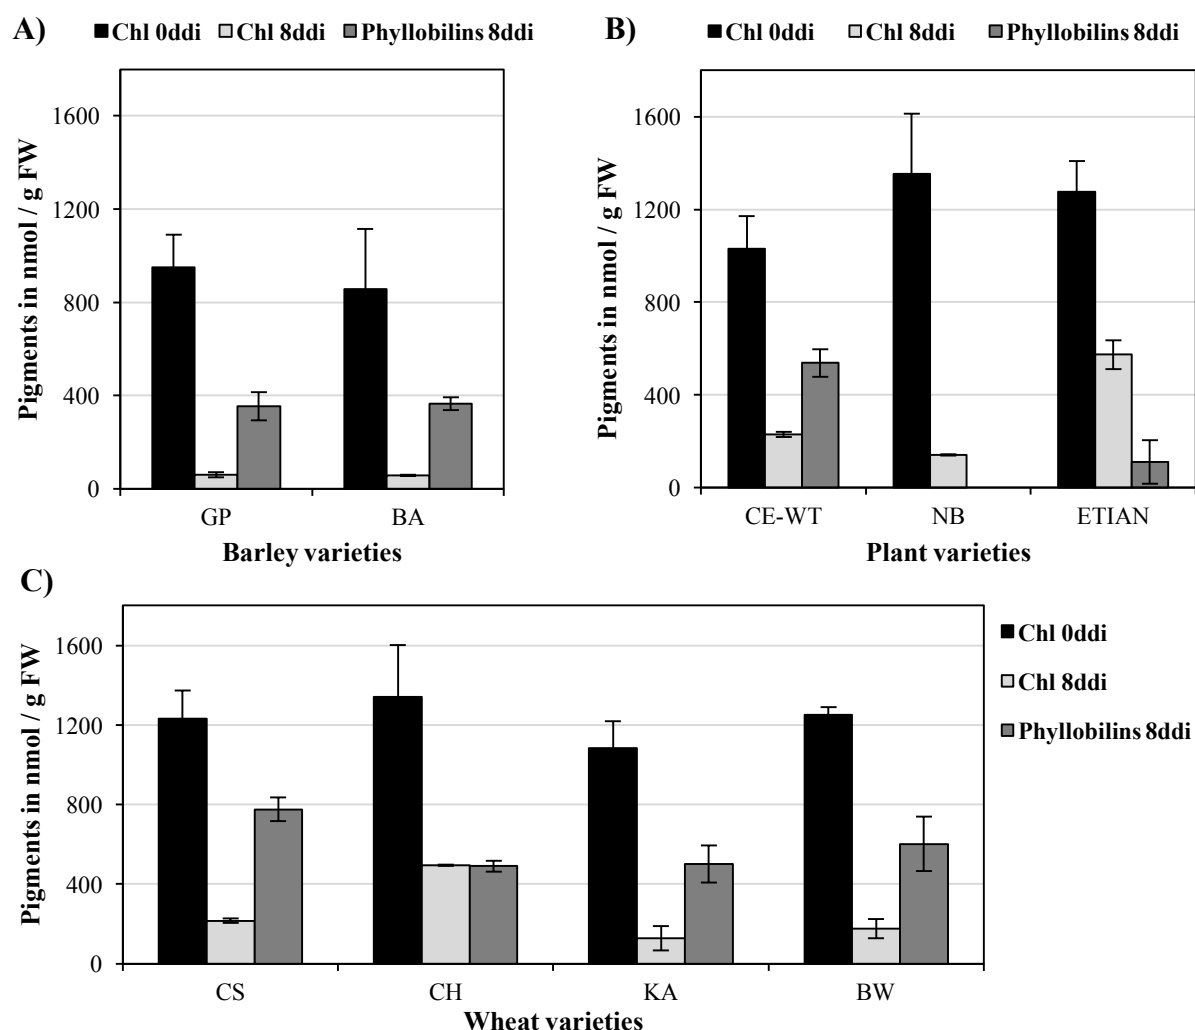 A)
Chl 0ddi Chl 8ddi Phyllobilins 8ddi
Pigments in nmol / g FW
1600
1200
800
400
0
GP BA
Barley varieties
B)
Chl 0ddi Chl 8ddi Phyllobilins 8ddi
Pigments in nmol / g FW
1600
1200
800
400
0
CE-WT NB ETIAN
Plant varieties
C)
Pigments in nmol / g FW
1600
1200
800
400
0
CS CH KA BW
Wheat varieties
Chl 0ddi
Chl 8ddi
Phyllobilins 8ddi